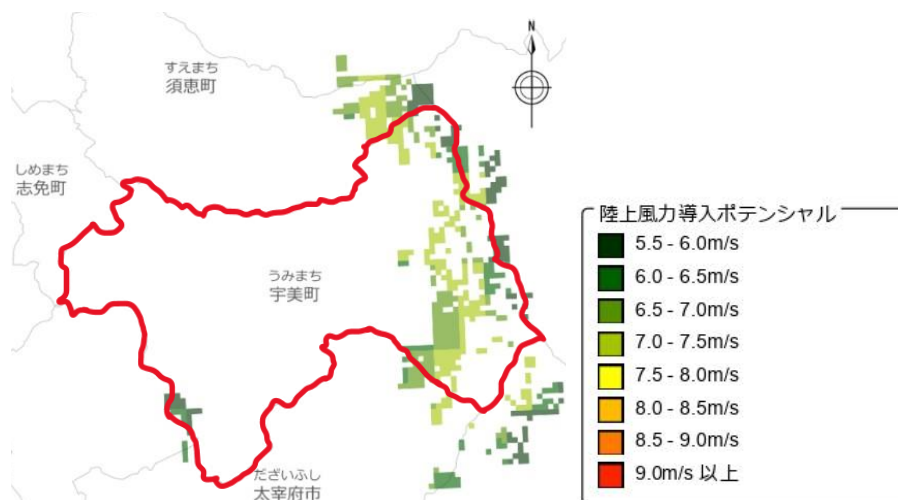 N
すえまち
須恵町
しめまち
志免町
うみまち
宇美町
だざいふし
太宰府市
陸上風力導入ポテンシャル
5.5 - 6.0m/s
6.0 - 6.5m/s
6.5 - 7.0m/s
7.0 - 7.5m/s
7.5 - 8.0m/s
8.0 - 8.5m/s
8.5 - 9.0m/s
9.0m/s 以上